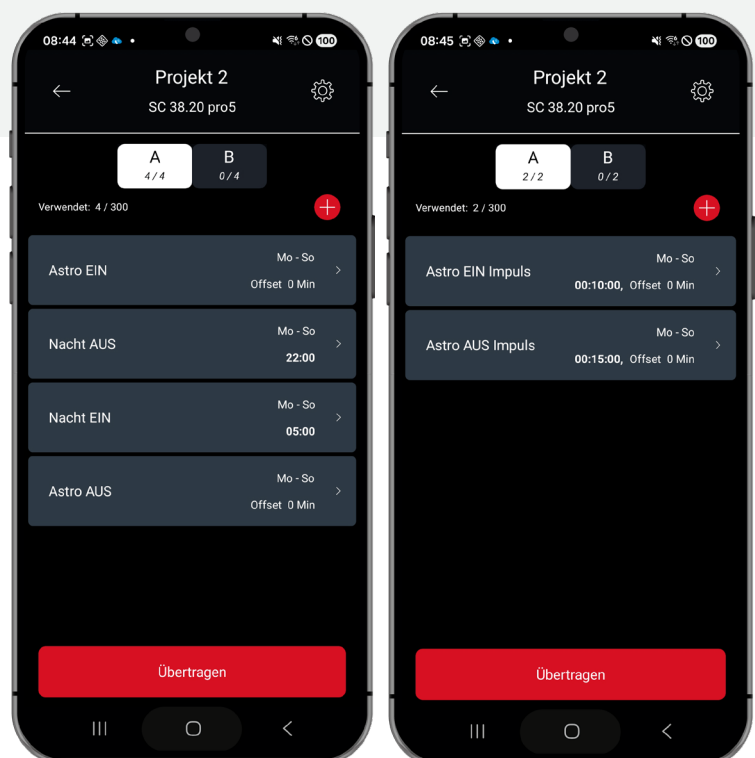 08:44
100
Projekt 2
SC 38.20 pro5
A
4 / 4
B
0 / 4
Verwendet: 4 / 300
Astro EIN
Mo - So
Offset 0 Min
Nacht AUS
Mo - So
22:00
Nacht EIN
Mo - So
05:00
Astro AUS
Mo - So
Offset 0 Min
Übertragen
08:45
100
Projekt 2
SC 38.20 pro5
A
2 / 2
B
0 / 2
Verwendet: 2 / 300
Astro EIN Impuls
Mo - So
00:10:00, Offset 0 Min
Astro AUS Impuls
Mo - So
00:15:00, Offset 0 Min
Übertragen